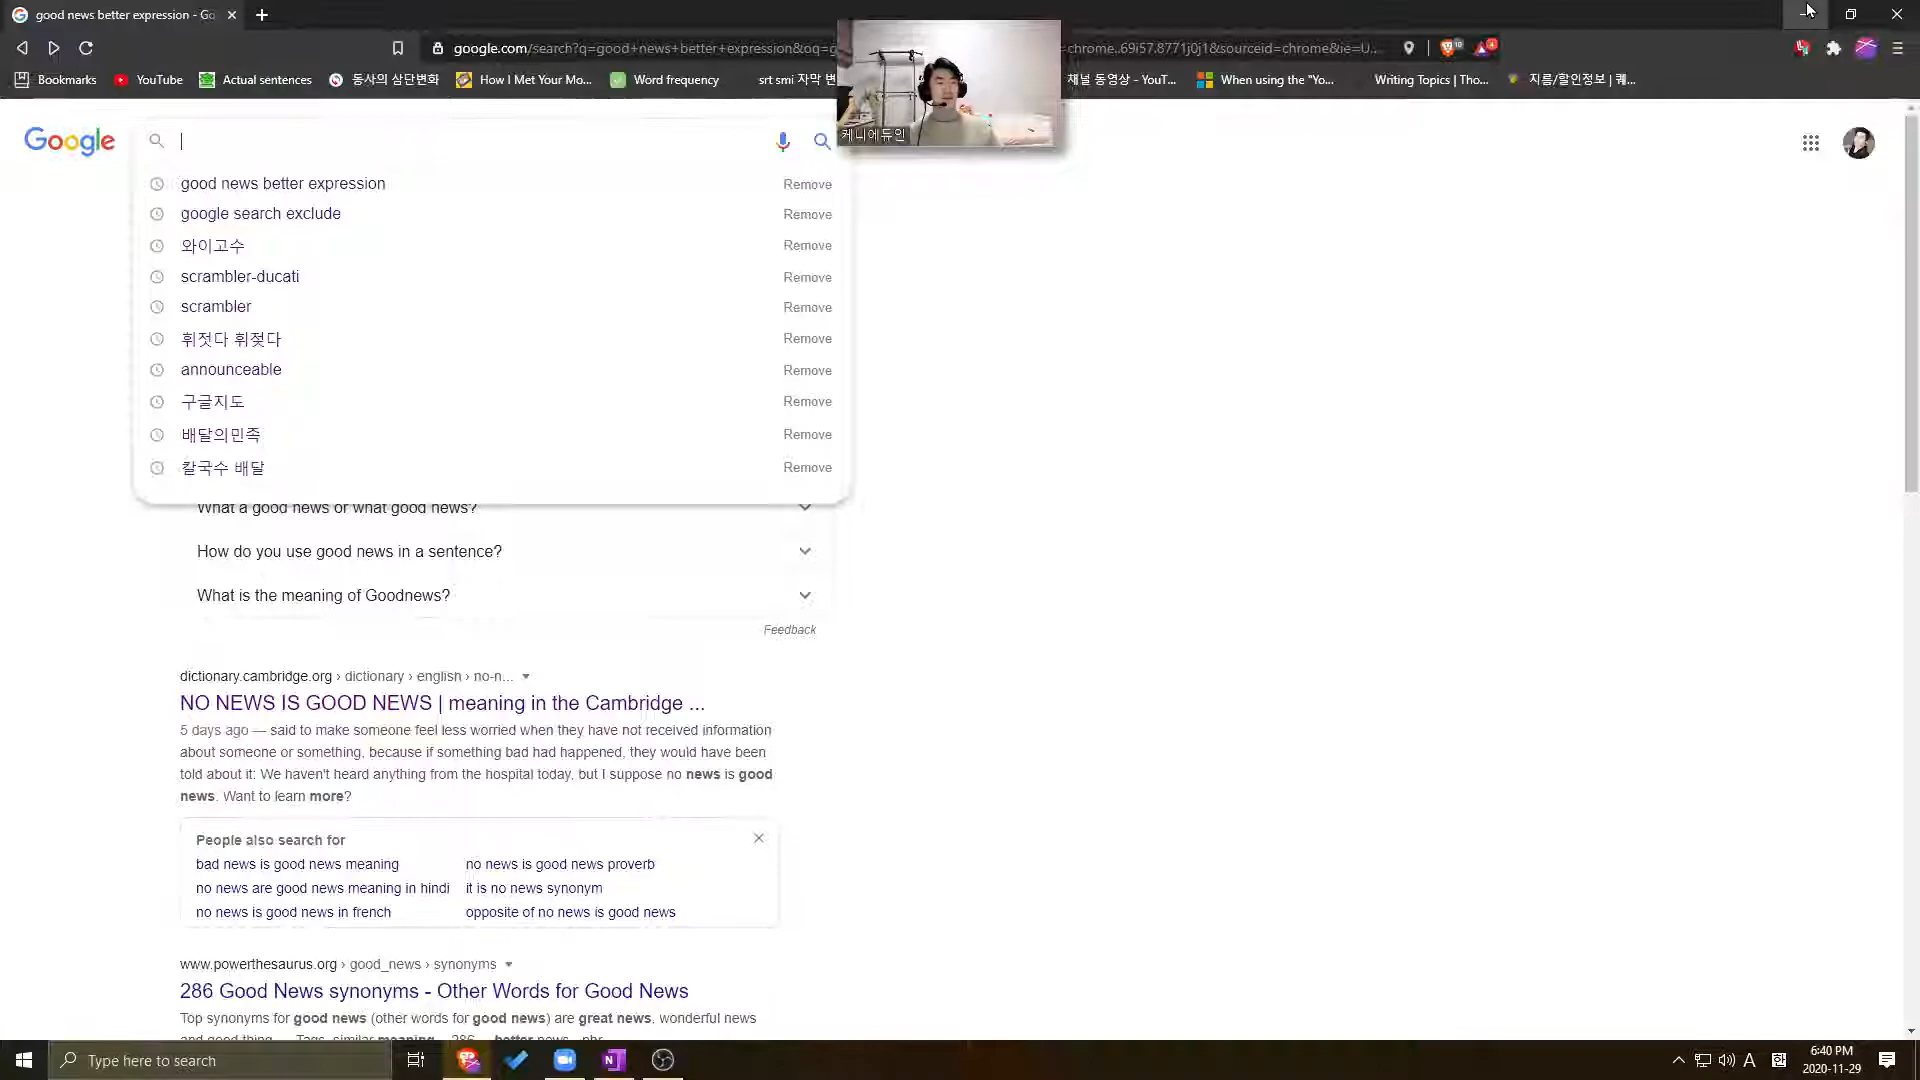 good news better expression - Go
google.com/search?q=good+news+better+expression&oq=g
=chrome..69i57.8771j0j1&sourceid=chrome&ie=U...
10
4
Bookmarks
YouTube
Actual sentences
동사의 삼단변화
How I Met Your Mo...
Word frequency
srt smi 자막 변
채널 동영상 - YouT...
When using the "Yo...
Writing Topics | Tho...
지름/할인정보 | 퀘...
케니에듀인
Google
good news better expression
Remove
google search exclude
Remove
와이고수
Remove
scrambler-ducati
Remove
scrambler
Remove
휘젓다 휘젖다
Remove
announceable
Remove
구글지도
Remove
배달의민족
Remove
칼국수 배달
Remove
What a good news or what good news?
How do you use good news in a sentence?
What is the meaning of Goodnews?
Feedback
dictionary.cambridge.org › dictionary › english › no-n...
NO NEWS IS GOOD NEWS | meaning in the Cambridge ...
5 days ago — said to make someone feel less worried when they have not received information
about someone or something, because if something bad had happened, they would have been
told about it: We haven't heard anything from the hospital today, but I suppose no news is good
news. Want to learn more?
People also search for
bad news is good news meaning
no news is good news proverb
no news are good news meaning in hindi
it is no news synonym
no news is good news in french
opposite of no news is good news
www.powerthesaurus.org › good_news › synonyms
286 Good News synonyms - Other Words for Good News
Top synonyms for good news (other words for good news) are great news, wonderful news
and good thing. Tags, similar meaning
Type here to search
A
6:40 PM
2020-11-29